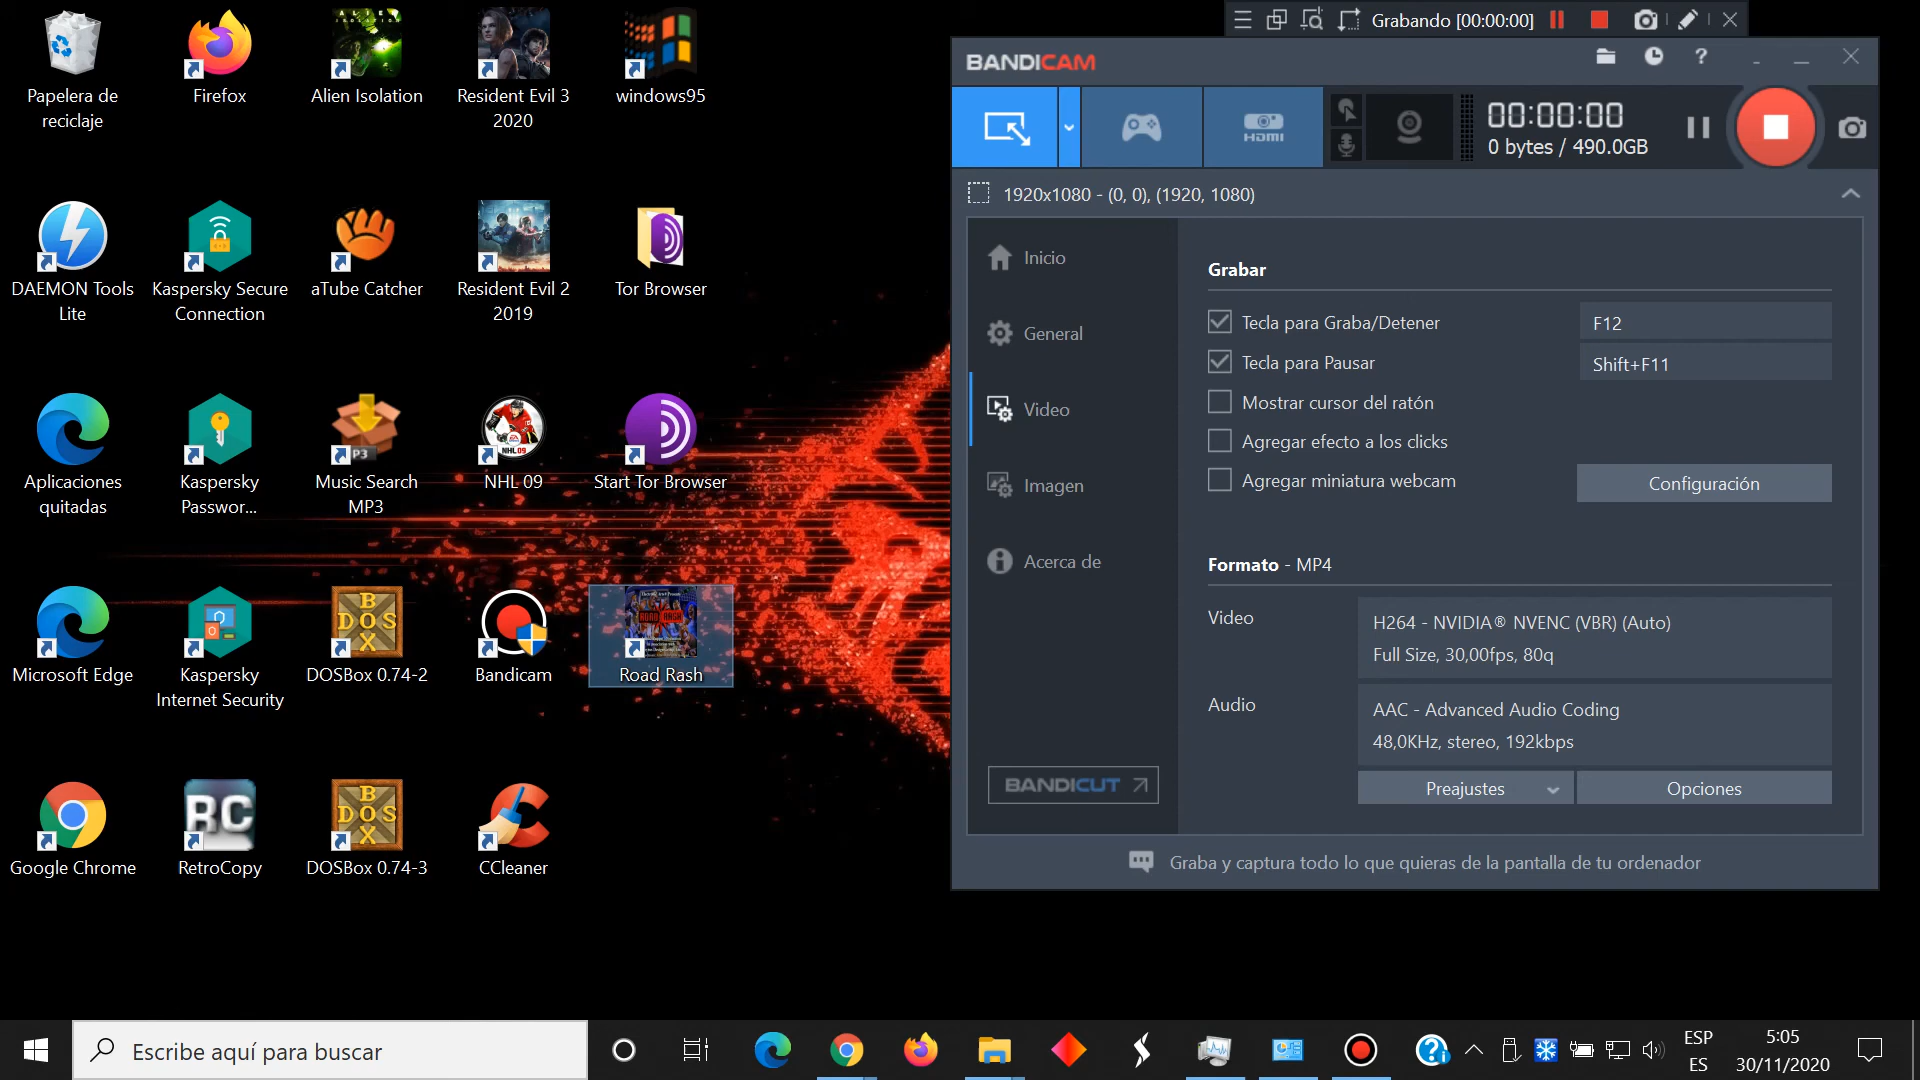 Papelera de
reciclaje
Firefox
Alien Isolation
Resident Evil 3
2020
windows95
DAEMON Tools
Lite
Kaspersky Secure
Connection
aTube Catcher
Resident Evil 2
2019
Tor Browser
Aplicaciones
quitadas
Kaspersky
Passwor...
P3
Music Search
MP3
NHL 09
NHL 09
Start Tor Browser
Microsoft Edge
Kaspersky
Internet Security
DOSBox 0.74-2
Bandicam
ROAD RASH
Road Rash
Google Chrome
RC
RetroCopy
DOSBox 0.74-3
CCleaner
Grabando [00:00:00]
BANDICAM
?
HDMI
00:00:00
0 bytes / 490.0GB
1920x1080 - (0, 0), (1920, 1080)
Inicio
General
Video
Imagen
Acerca de
BANDICUT
Grabar
Tecla para Graba/Detener
F12
Tecla para Pausar
Shift+F11
Mostrar cursor del ratón
Agregar efecto a los clicks
Agregar miniatura webcam
Configuración
Formato - MP4
Video
H264 - NVIDIA® NVENC (VBR) (Auto)
Full Size, 30,00fps, 80q
Audio
AAC - Advanced Audio Coding
48,0KHz, stereo, 192kbps
Preajustes
Opciones
Graba y captura todo lo que quieras de la pantalla de tu ordenador
Escribe aquí para buscar
ESP
ES
5:05
30/11/2020